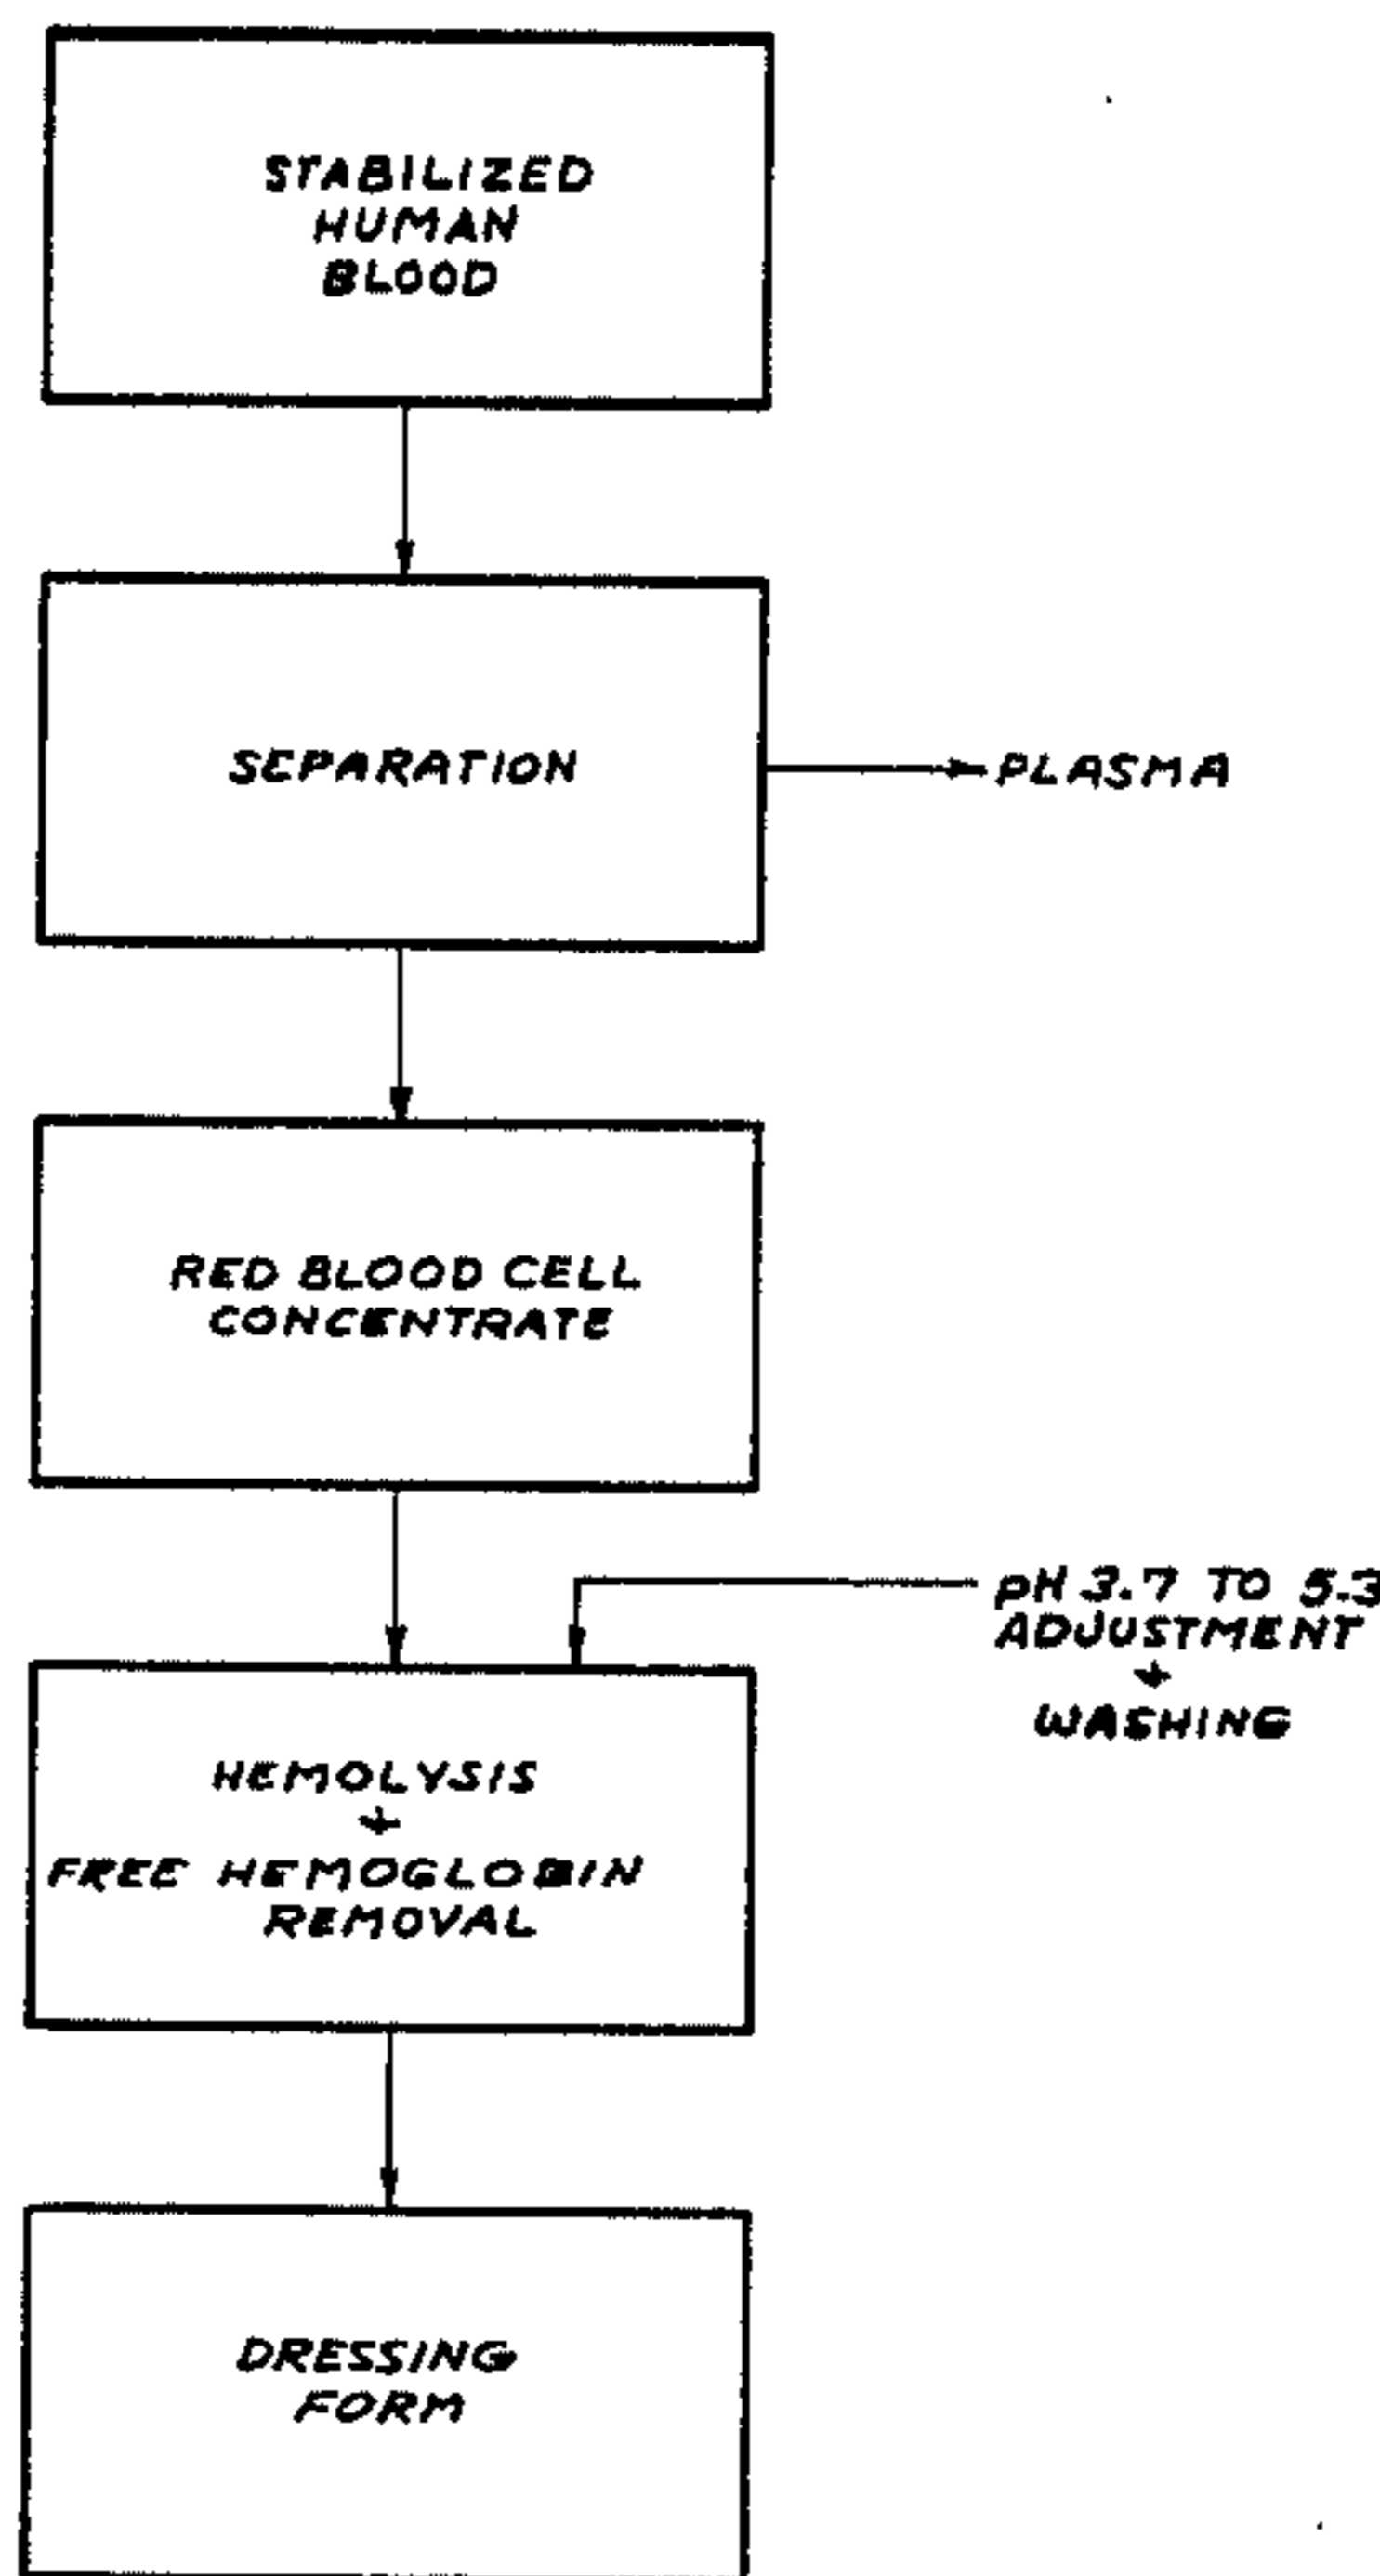 STABILIZED
HUMAN
BLOOD
SEPARATION
PLASMA
RED BLOOD CELL
CONCENTRATE
pH 3.7 TO 5.3
ADJUSTMENT
+
WASHING
HEMOLYSIS
+
FREE HEMOGLOBIN
REMOVAL
DRESSING
FORM